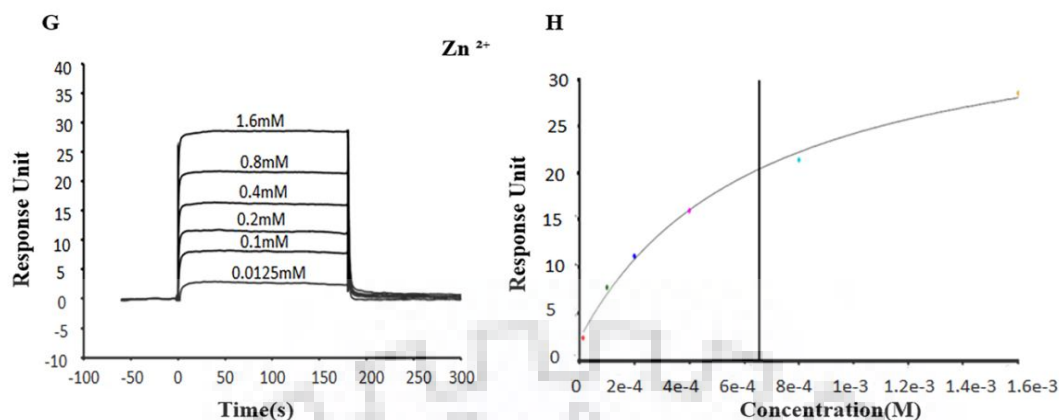 G
H
Zn ²⁺
Response Unit
40
35
30
25
20
15
10
5
0
-5
-10
1.6mM
0.8mM
0.4mM
0.2mM
0.1mM
0.0125mM
-100 -50 0 50 100 150 200 250 300
Time(s)
Response Unit
30
25
20
15
10
5
0
0 2e-4 4e-4 6e-4 8e-4 1e-3 1.2e-3 1.4e-3 1.6e-3
Concentration(M)